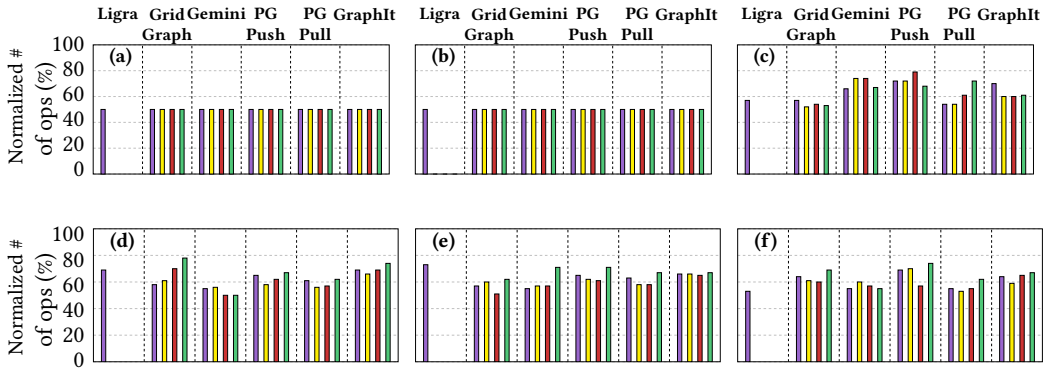 Ligra Grid Gemini PG PG GraphIt
Graph Push Pull
Ligra Grid Gemini PG PG GraphIt
Graph Push Pull
Ligra Grid Gemini PG PG GraphIt
Graph Push Pull
Normalized #
of ops (%)
100
80
60
40
20
0
(a)
(b)
(c)
Normalized #
of ops (%)
100
80
60
40
20
0
(d)
(e)
(f)